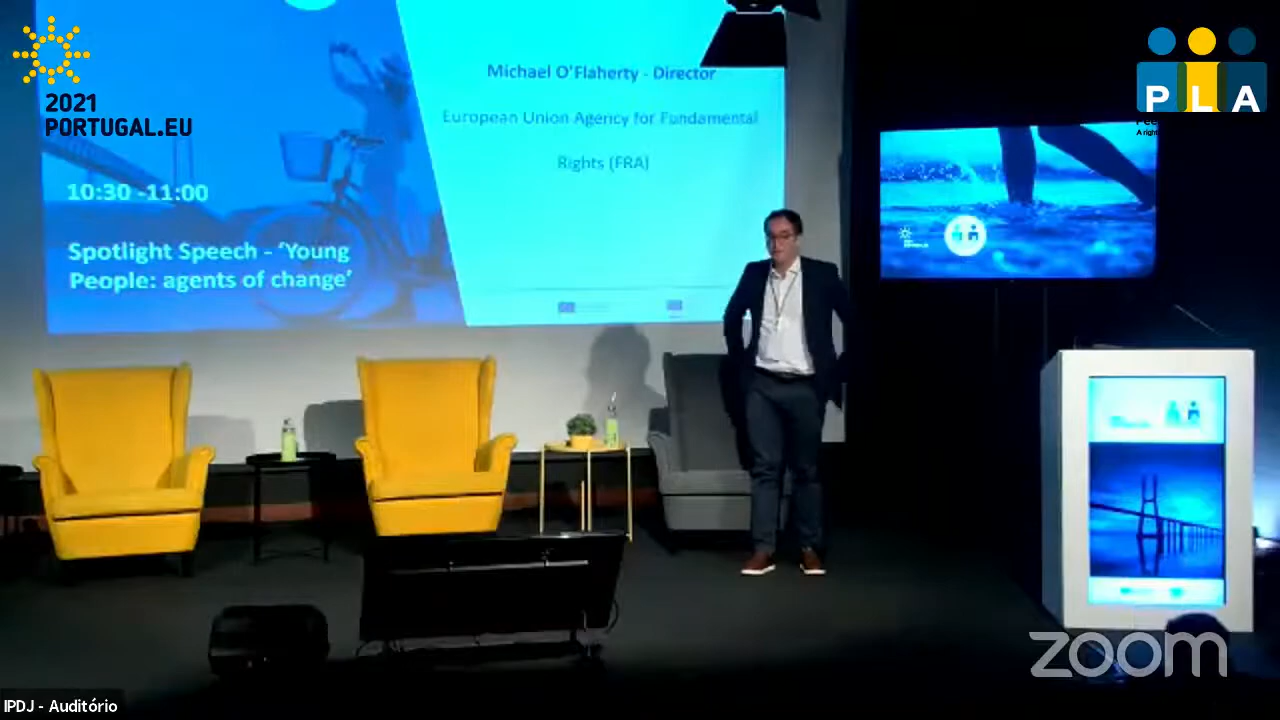 2021
PORTUGAL.EU
10:30 -11:00
Spotlight Speech - ‘Young
People: agents of change’
Michael O'Flaherty - Director
European Union Agency for Fundamental
Rights (FRA)
PLA
zoom
IPDJ - Auditório